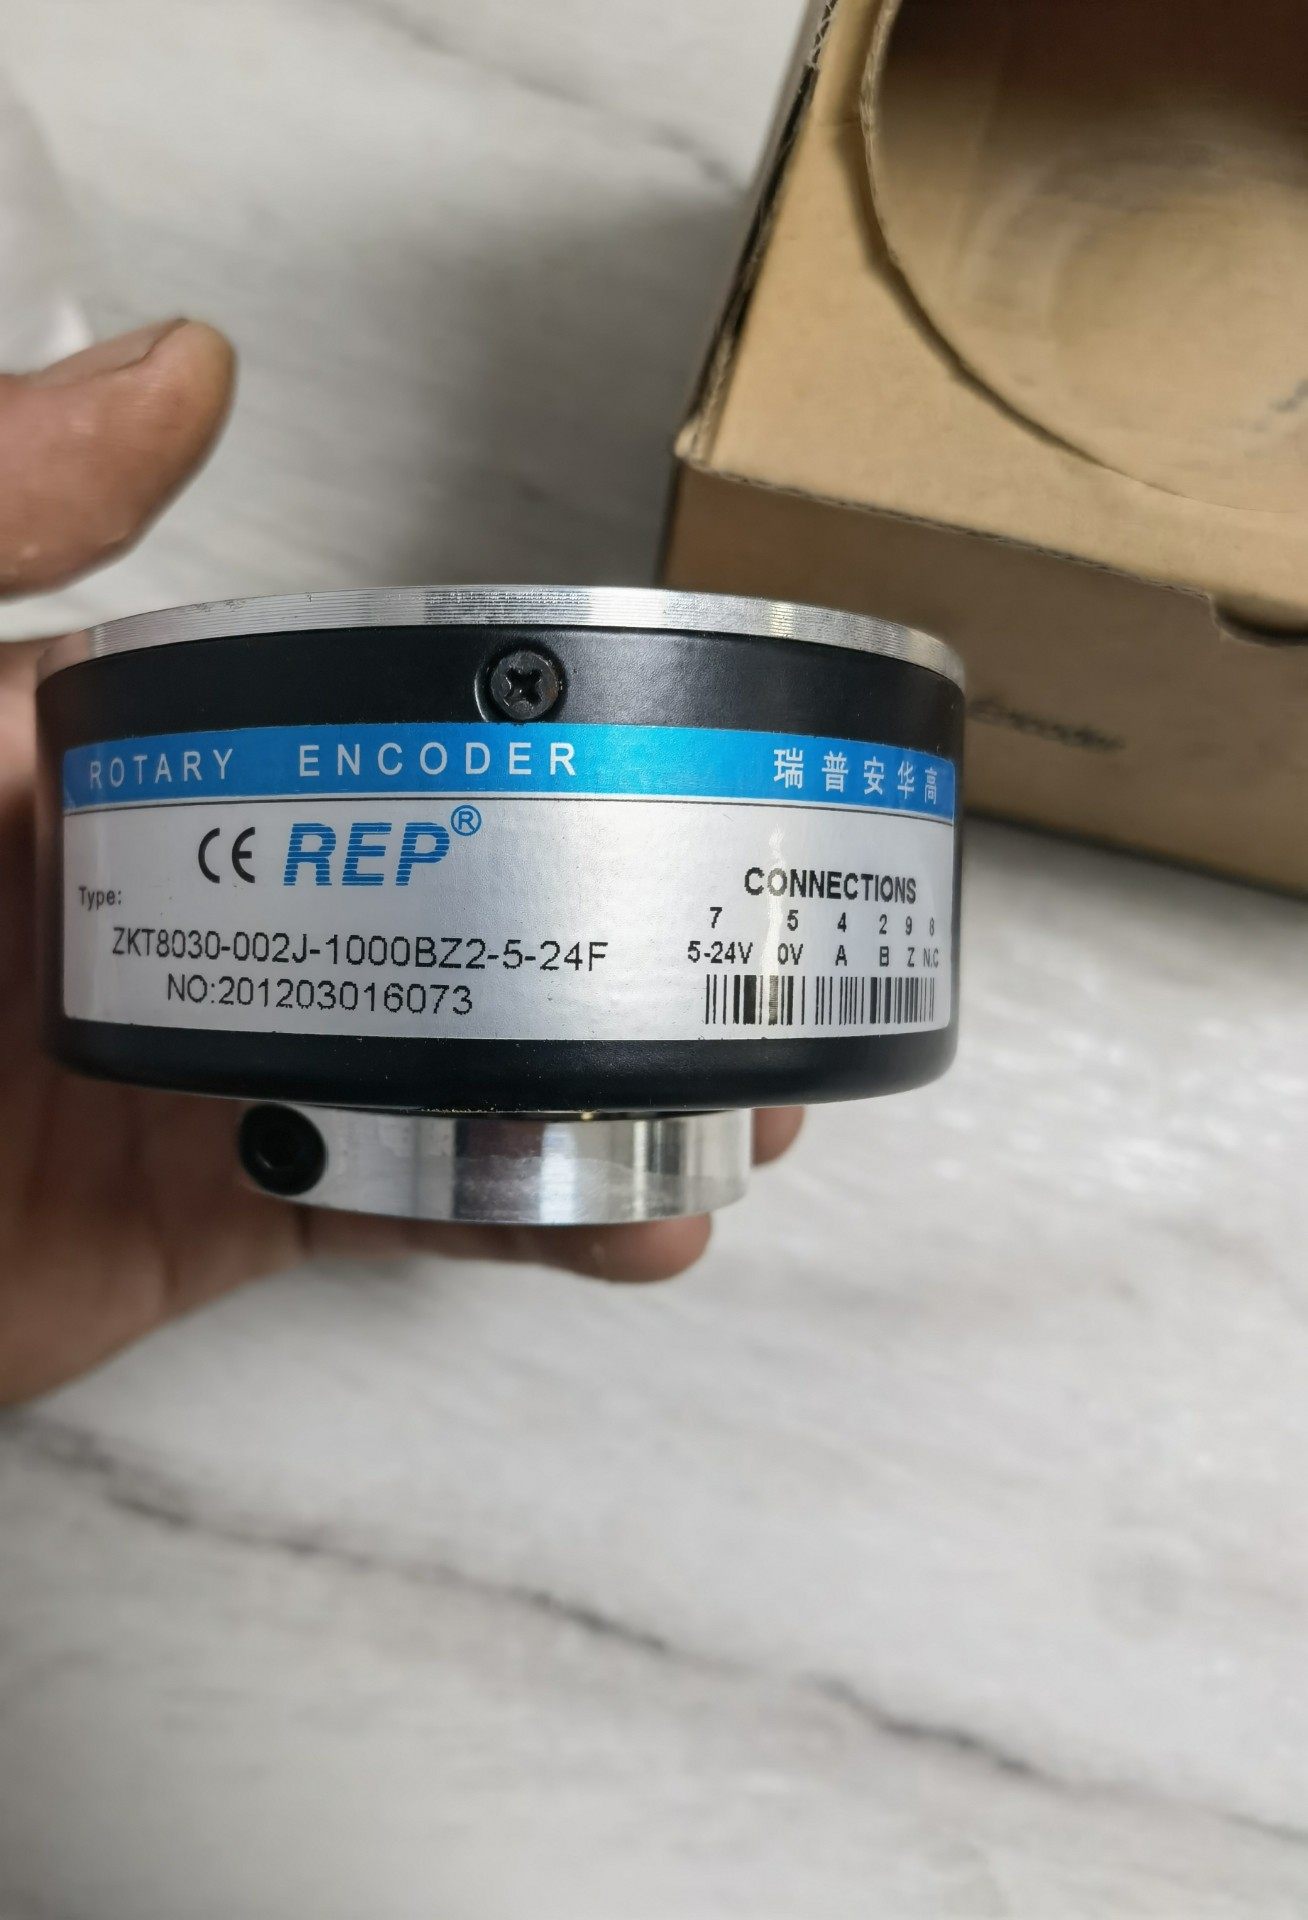 ROTARY ENCODER 瑞普安华高
CE REP®
Type:
ZKT8030-002J-1000BZ2-5-24F
NO:201203016073
CONNECTIONS
7 5 4 2 9 8
5-24V 0V A B Z N.C
Encoder